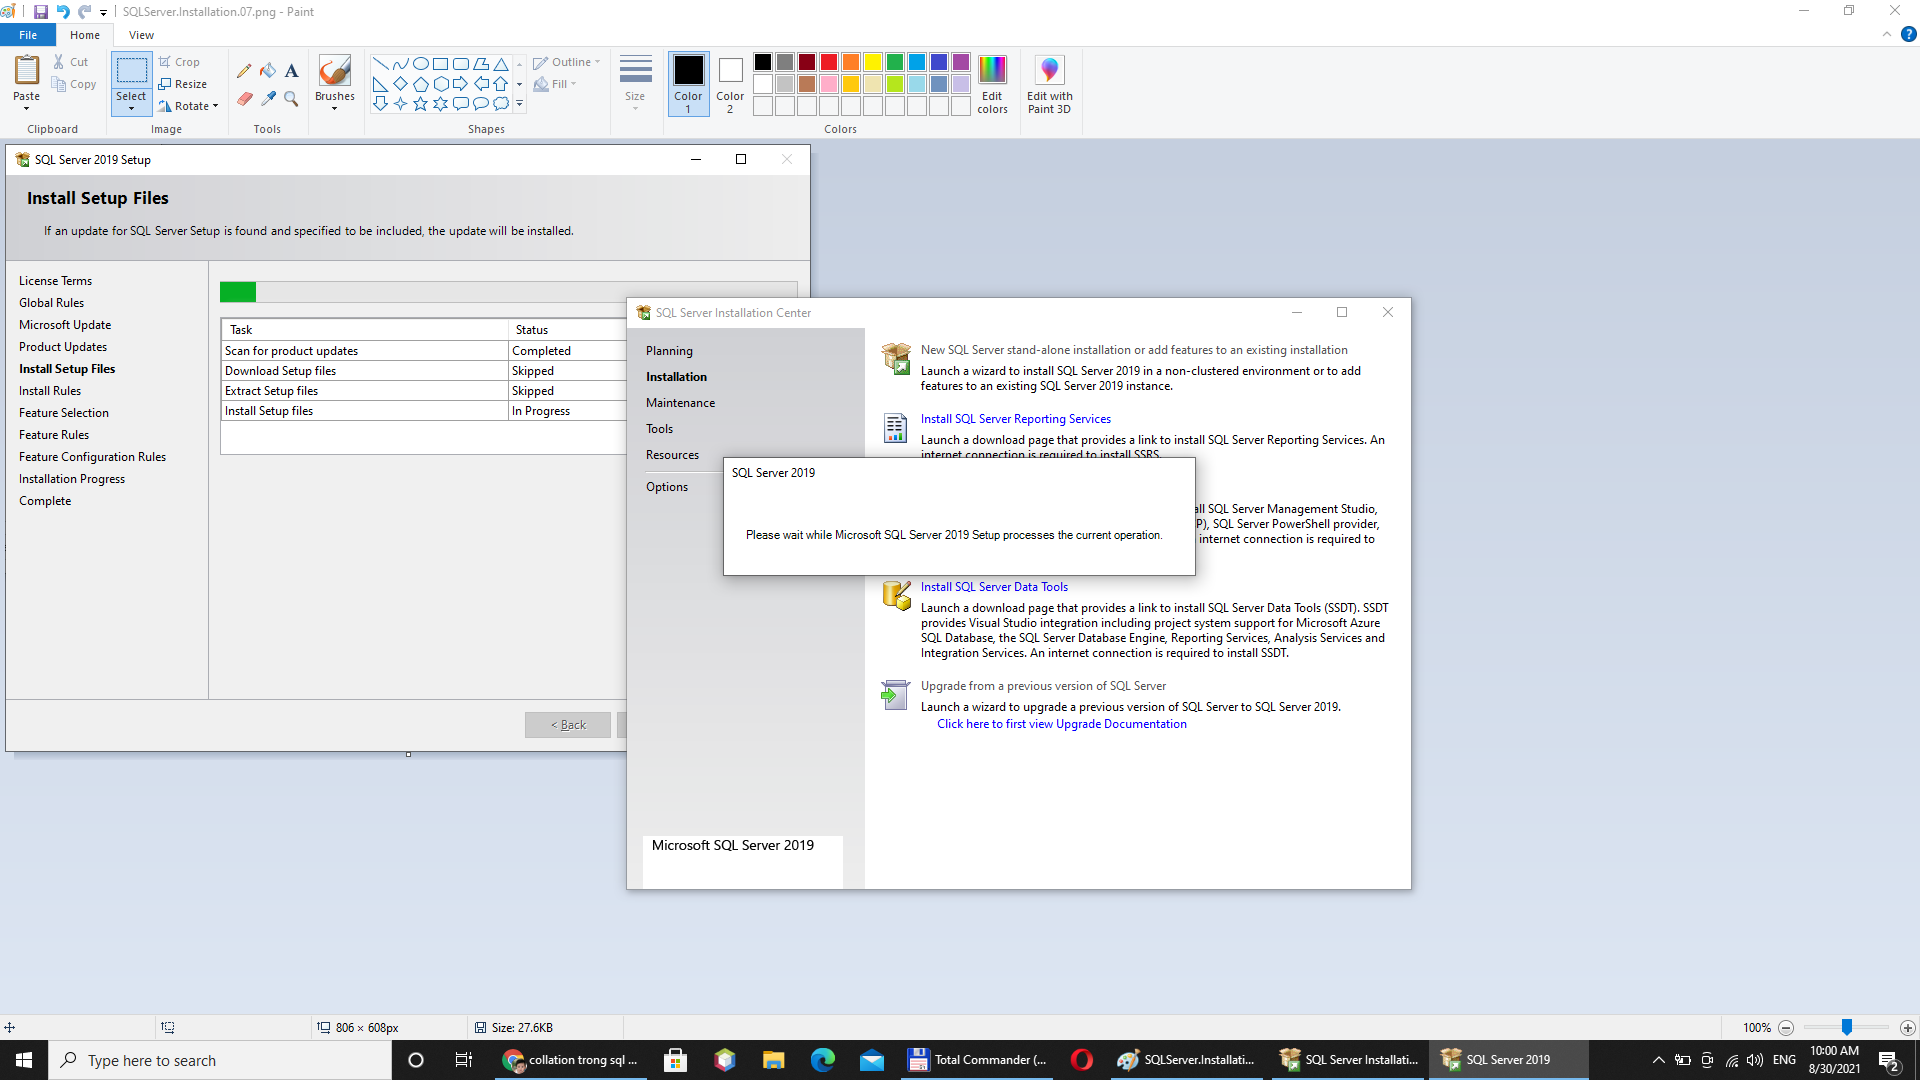 SQLServer.Installation.07.png - Paint
File
Home
View
Paste
Cut
Copy
Clipboard
Select
Crop
Resize
Rotate
Image
Tools
Brushes
Shapes
Outline
Fill
Size
Color 1
Color 2
Colors
Edit colors
Edit with Paint 3D
SQL Server 2019 Setup
Install Setup Files
If an update for SQL Server Setup is found and specified to be included, the update will be installed.
License Terms
Global Rules
Microsoft Update
Product Updates
Install Setup Files
Install Rules
Feature Selection
Feature Rules
Feature Configuration Rules
Installation Progress
Complete
Task Status
Scan for product updates Completed
Download Setup files Skipped
Extract Setup files Skipped
Install Setup files In Progress
< Back
SQL Server Installation Center
Planning
Installation
Maintenance
Tools
Resources
Options
Microsoft SQL Server 2019
New SQL Server stand-alone installation or add features to an existing installation
Launch a wizard to install SQL Server 2019 in a non-clustered environment or to add
features to an existing SQL Server 2019 instance.
Install SQL Server Reporting Services
Launch a download page that provides a link to install SQL Server Reporting Services. An
internet connection is required to install SSRS.
SQL Server 2019
Please wait while Microsoft SQL Server 2019 Setup processes the current operation.
all SQL Server Management Studio,
P), SQL Server PowerShell provider,
internet connection is required to
Install SQL Server Data Tools
Launch a download page that provides a link to install SQL Server Data Tools (SSDT). SSDT
provides Visual Studio integration including project system support for Microsoft Azure
SQL Database, the SQL Server Database Engine, Reporting Services, Analysis Services and
Integration Services. An internet connection is required to install SSDT.
Upgrade from a previous version of SQL Server
Launch a wizard to upgrade a previous version of SQL Server to SQL Server 2019.
Click here to first view Upgrade Documentation
806 × 608px
Size: 27.6KB
100%
Type here to search
collation trong sql ...
Total Commander (...
SQLServer.Installati...
SQL Server Installati...
SQL Server 2019
ENG
10:00 AM
8/30/2021
2